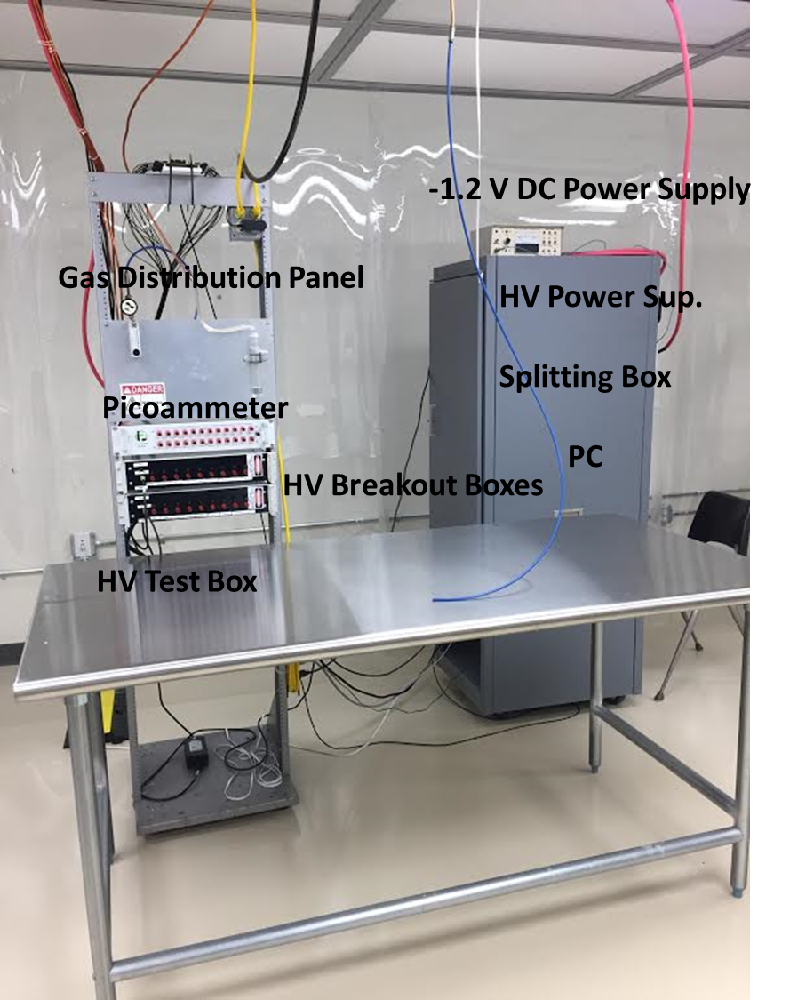 -1.2 V DC Power Supply
Gas Distribution Panel
HV Power Sup.
Splitting Box
DANGER
Picoammeter
PC
HV Breakout Boxes
HV Test Box